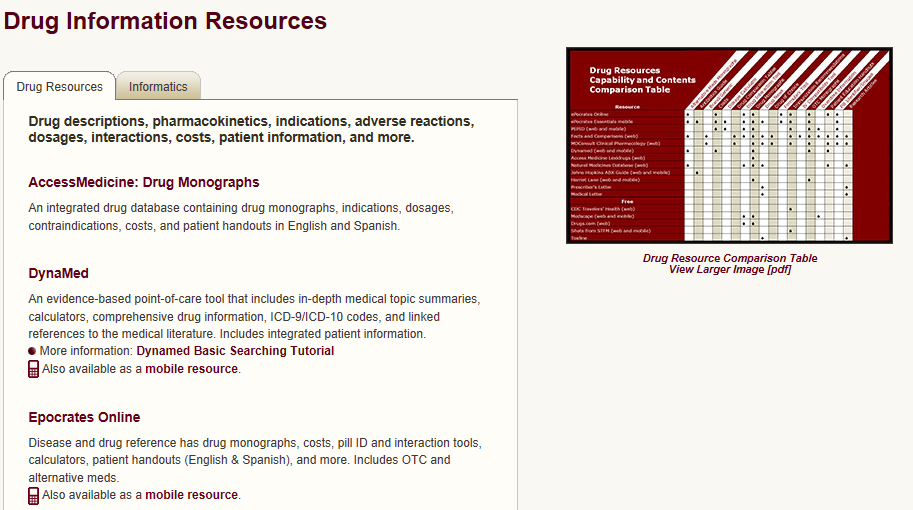 Drug Information Resources
Drug Resources
Informatics
Drug descriptions, pharmacokinetics, indications, adverse reactions,
dosages, interactions, costs, patient information, and more.
AccessMedicine: Drug Monographs
An integrated drug database containing drug monographs, indications, dosages,
contraindications, costs, and patient handouts in English and Spanish.
DynaMed
An evidence-based point-of-care tool that includes in-depth medical topic summaries,
calculators, comprehensive drug information, ICD-9/ICD-10 codes, and linked
references to the medical literature. Includes integrated patient information.
More information: Dynamed Basic Searching Tutorial
Also available as a mobile resource.
Epocrates Online
Disease and drug reference has drug monographs, costs, pill ID and interaction tools,
calculators, patient handouts (English & Spanish), and more. Includes OTC and
alternative meds.
Also available as a mobile resource.
Drug Resources
Capability and Contents
Comparison Table
Resource
ePocrates Online
ePocrates Essentials mobile
PEPID (web and mobile)
Facts and Comparisons (web)
MDConsult Clinical Pharmacology (web)
Dynamed (web and mobile)
Access Medicine Lexidrugs (web)
Natural Medicines Database (web)
Johns Hopkins ABX Guide (web and mobile)
Harriet Lane (web and mobile)
Prescriber's Letter
Medical Letter
Free
CDC Travelers' Health (web)
Medscape (web and mobile)
Drugs.com (web)
Shots from STFM (web and mobile)
Toxline
Drug Resource Comparison Table
View Larger Image [pdf]